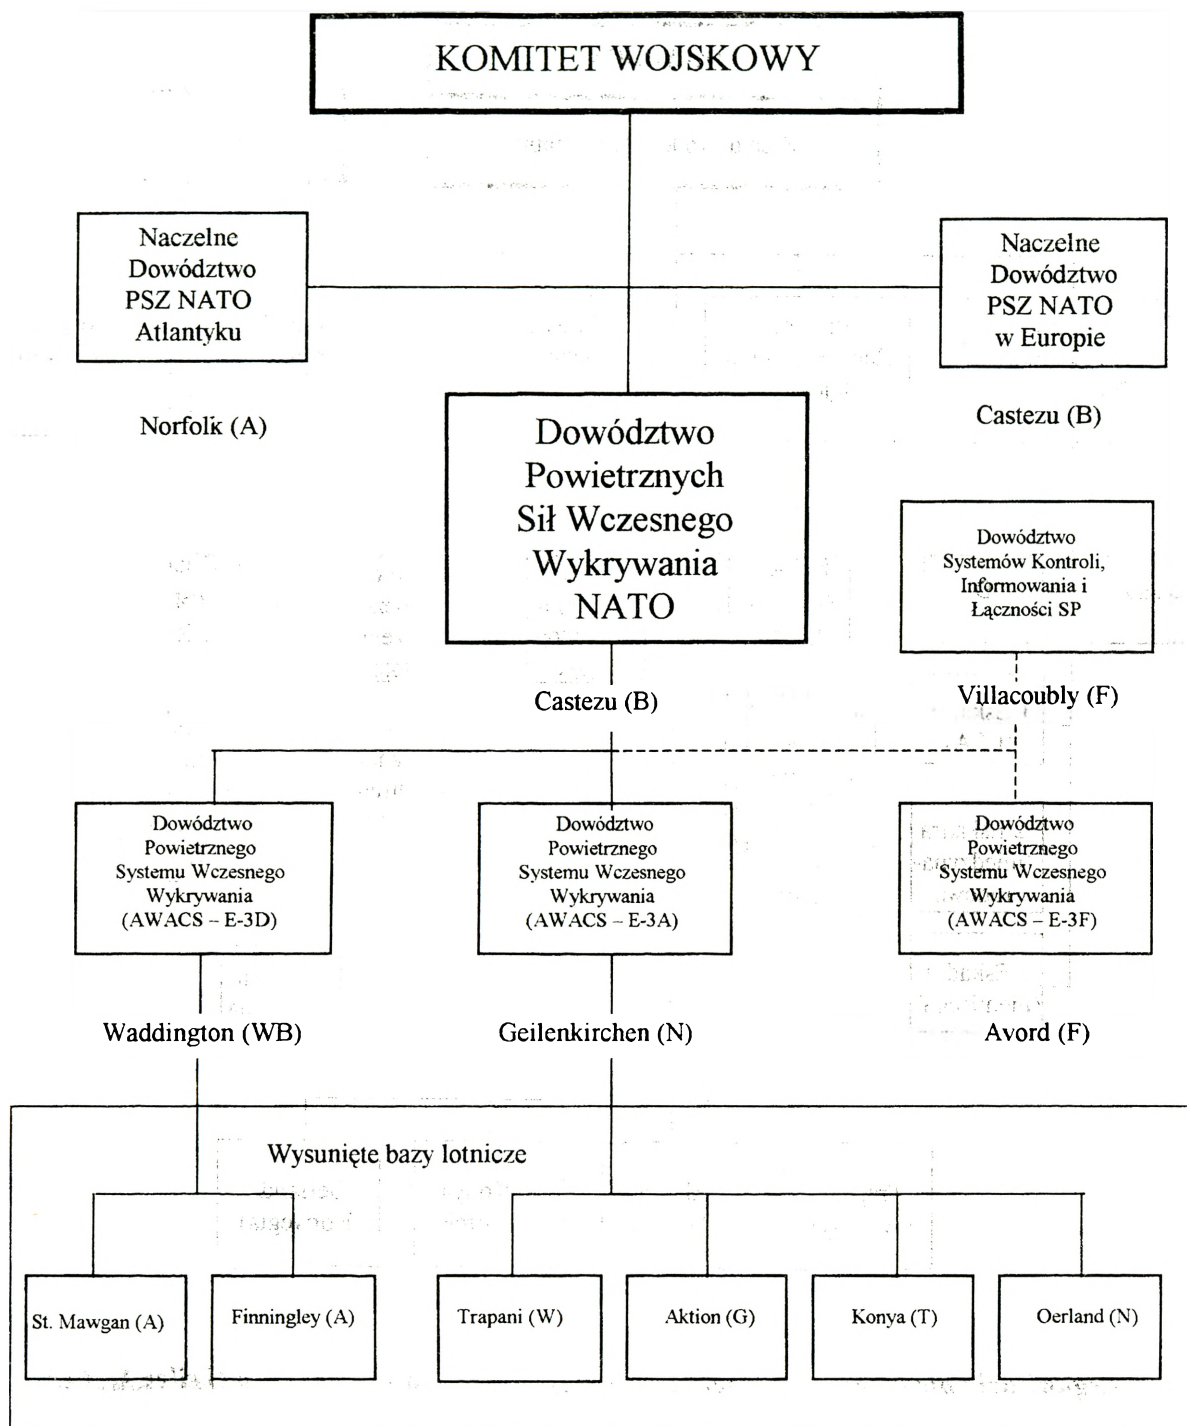 KOMITET WOJSKOWY
Naczelne
Dowództwo
PSZ NATO
Atlantyku
Naczelne
Dowództwo
PSZ NATO
w Europie
Norfolk (A)
Castezu (B)
Dowództwo
Powietrznych
Sił Wczesnego
Wykrywania
NATO
Dowództwo
Systemów Kontroli,
Informowania i
Łączności SP
Castezu (B)
Villacoubly (F)
Dowództwo
Powietrznego
Systemu Wczesnego
Wykrywania
(AWACS – E-3D)
Dowództwo
Powietrznego
Systemu Wczesnego
Wykrywania
(AWACS – E-3A)
Dowództwo
Powietrznego
Systemu Wczesnego
Wykrywania
(AWACS – E-3F)
Waddington (WB)
Geilenkirchen (N)
Avord (F)
Wysunięte bazy lotnicze
St. Mawgan (A)
Finningley (A)
Trapani (W)
Aktion (G)
Konya (T)
Oerland (N)